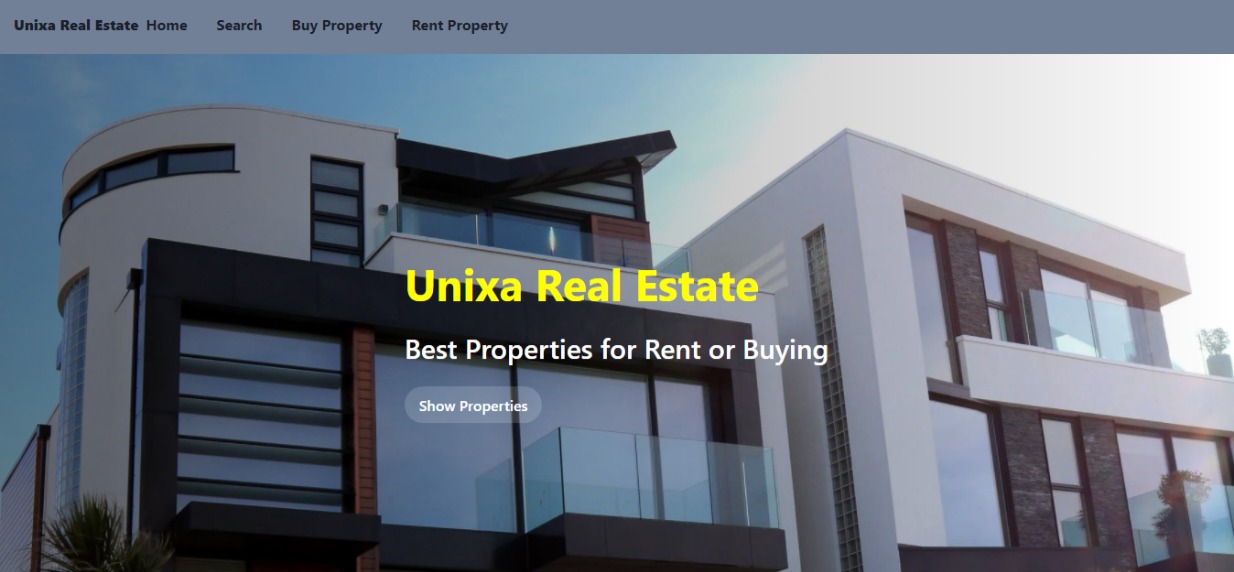 Unixa Real Estate Home Search Buy Property Rent Property
Unixa Real Estate
Best Properties for Rent or Buying
Show Properties